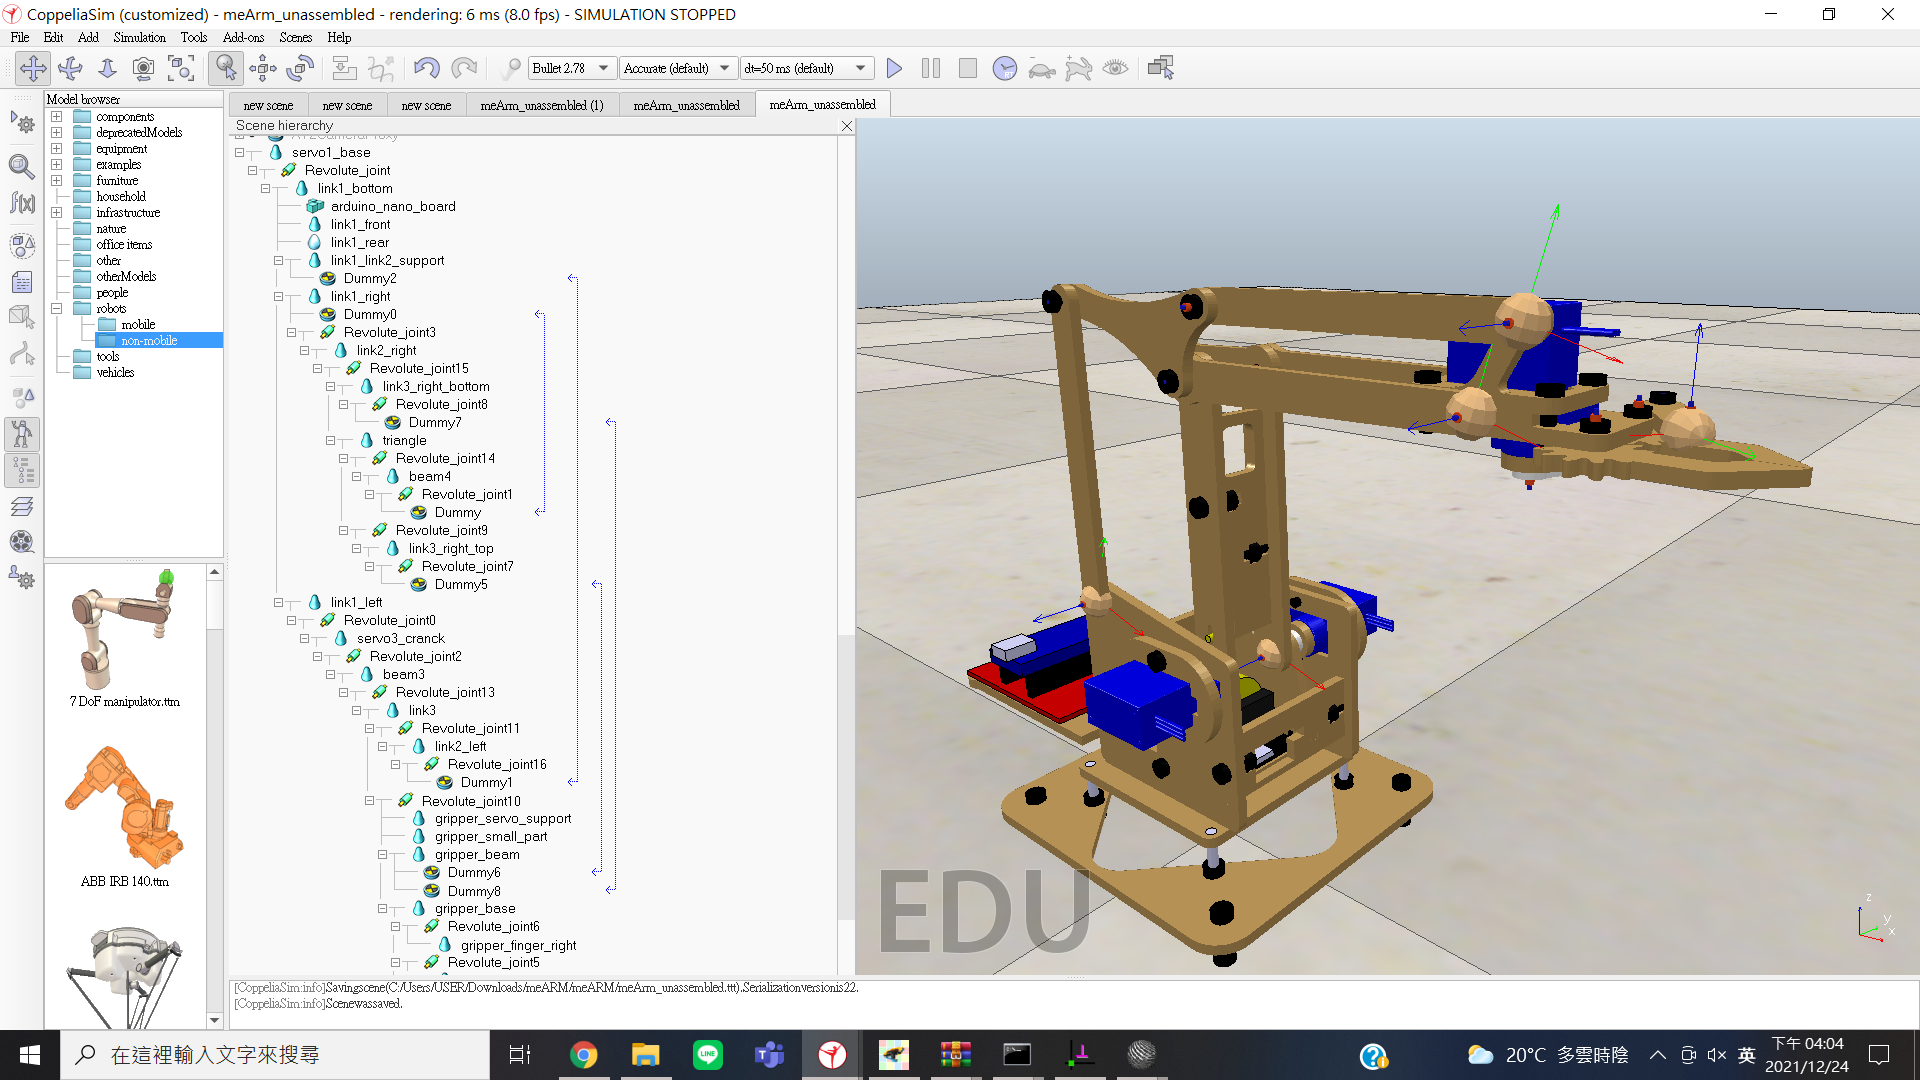 CoppeliaSim (customized) - meArm_unassembled - rendering: 6 ms (8.0 fps) - SIMULATION STOPPED
File Edit Add Simulation Tools Add-ons Scenes Help
Bullet 2.78 Accurate (default) dt=50 ms (default)
Model browser
components
deprecatedModels
equipment
examples
furniture
household
infrastructure
nature
office items
other
otherModels
people
robots
mobile
non-mobile
tools
vehicles
7 DoF manipulator.ttm
ABB IRB 140.ttm
new scene new scene new scene meArm_unassembled (1) meArm_unassembled meArm_unassembled
Scene hierarchy
servo1_base
Revolute_joint
link1_bottom
arduino_nano_board
link1_front
link1_rear
link1_link2_support
Dummy2
link1_right
Dummy0
Revolute_joint3
link2_right
Revolute_joint15
link3_right_bottom
Revolute_joint8
Dummy7
triangle
Revolute_joint14
beam4
Revolute_joint1
Dummy
Revolute_joint9
link3_right_top
Revolute_joint7
Dummy5
link1_left
Revolute_joint0
servo3_cranck
Revolute_joint2
beam3
Revolute_joint13
link3
Revolute_joint11
link2_left
Revolute_joint16
Dummy1
Revolute_joint10
gripper_servo_support
gripper_small_part
gripper_beam
Dummy6
Dummy8
gripper_base
Revolute_joint6
gripper_finger_right
Revolute_joint5
EDU
z
y
x
[CoppeliaSim:info]Savingscene(C:/Users/USER/Downloads/meARM/meARM/meArm_unassembled.ttt).Serializationversionis22.
[CoppeliaSim:info]Scenewassaved.
在這裡輸入文字來搜尋
20°C 多雲時陰
英
下午 04:04
2021/12/24